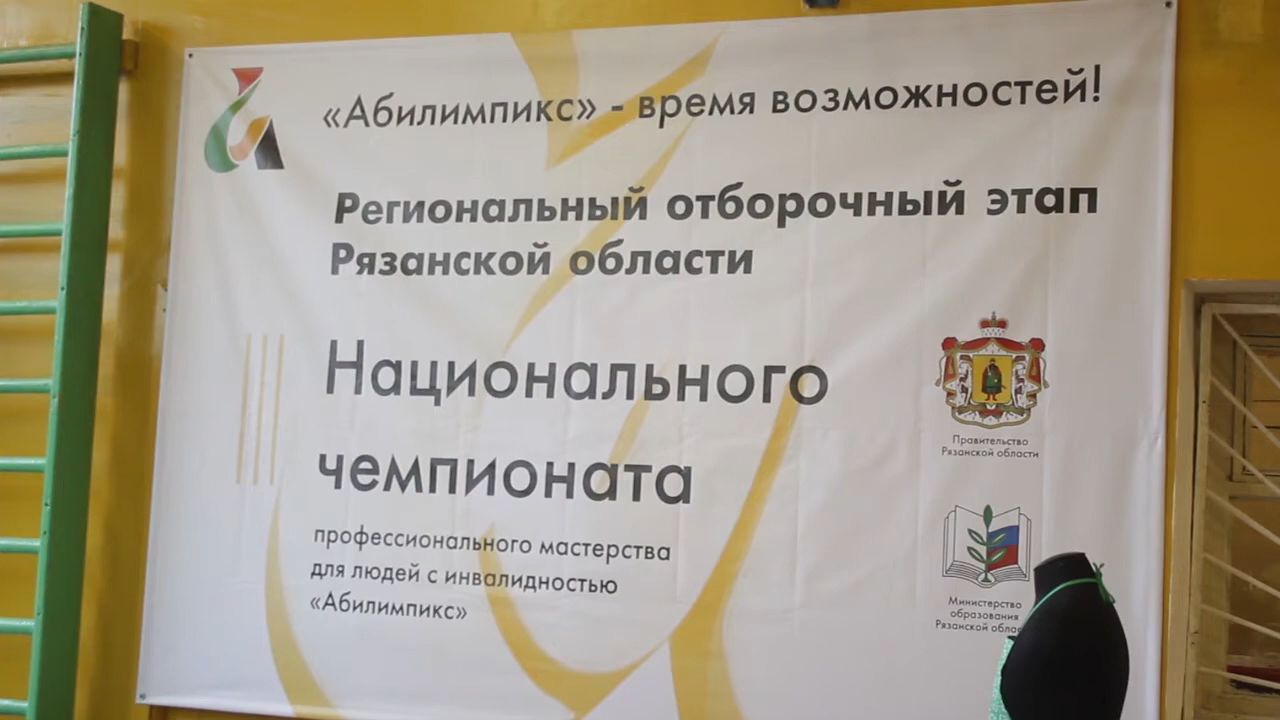 «Абилимпикс» - время возможностей!
Региональный отборочный этап
Рязанской области
Национального
чемпионата
профессионального мастерства
для людей с инвалидностью
«Абилимпикс»
Правительство
Рязанской области
Министерство
образования
Рязанской